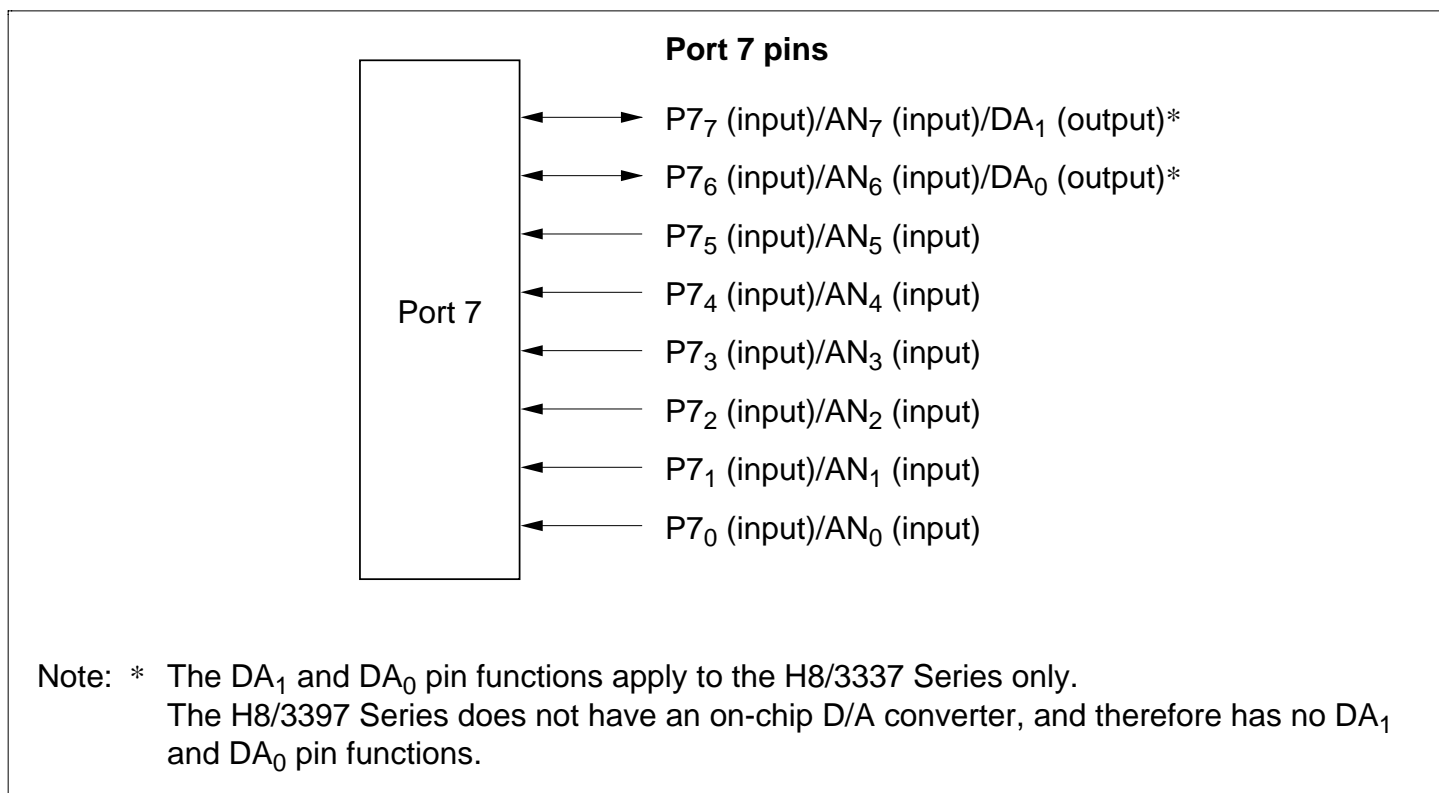 Port 7 pins
P7₇ (input)/AN₇ (input)/DA₁ (output)*
P7₆ (input)/AN₆ (input)/DA₀ (output)*
P7₅ (input)/AN₅ (input)
P7₄ (input)/AN₄ (input)
Port 7
P7₃ (input)/AN₃ (input)
P7₂ (input)/AN₂ (input)
P7₁ (input)/AN₁ (input)
P7₀ (input)/AN₀ (input)
Note: * The DA₁ and DA₀ pin functions apply to the H8/3337 Series only.
The H8/3397 Series does not have an on-chip D/A converter, and therefore has no DA₁
and DA₀ pin functions.